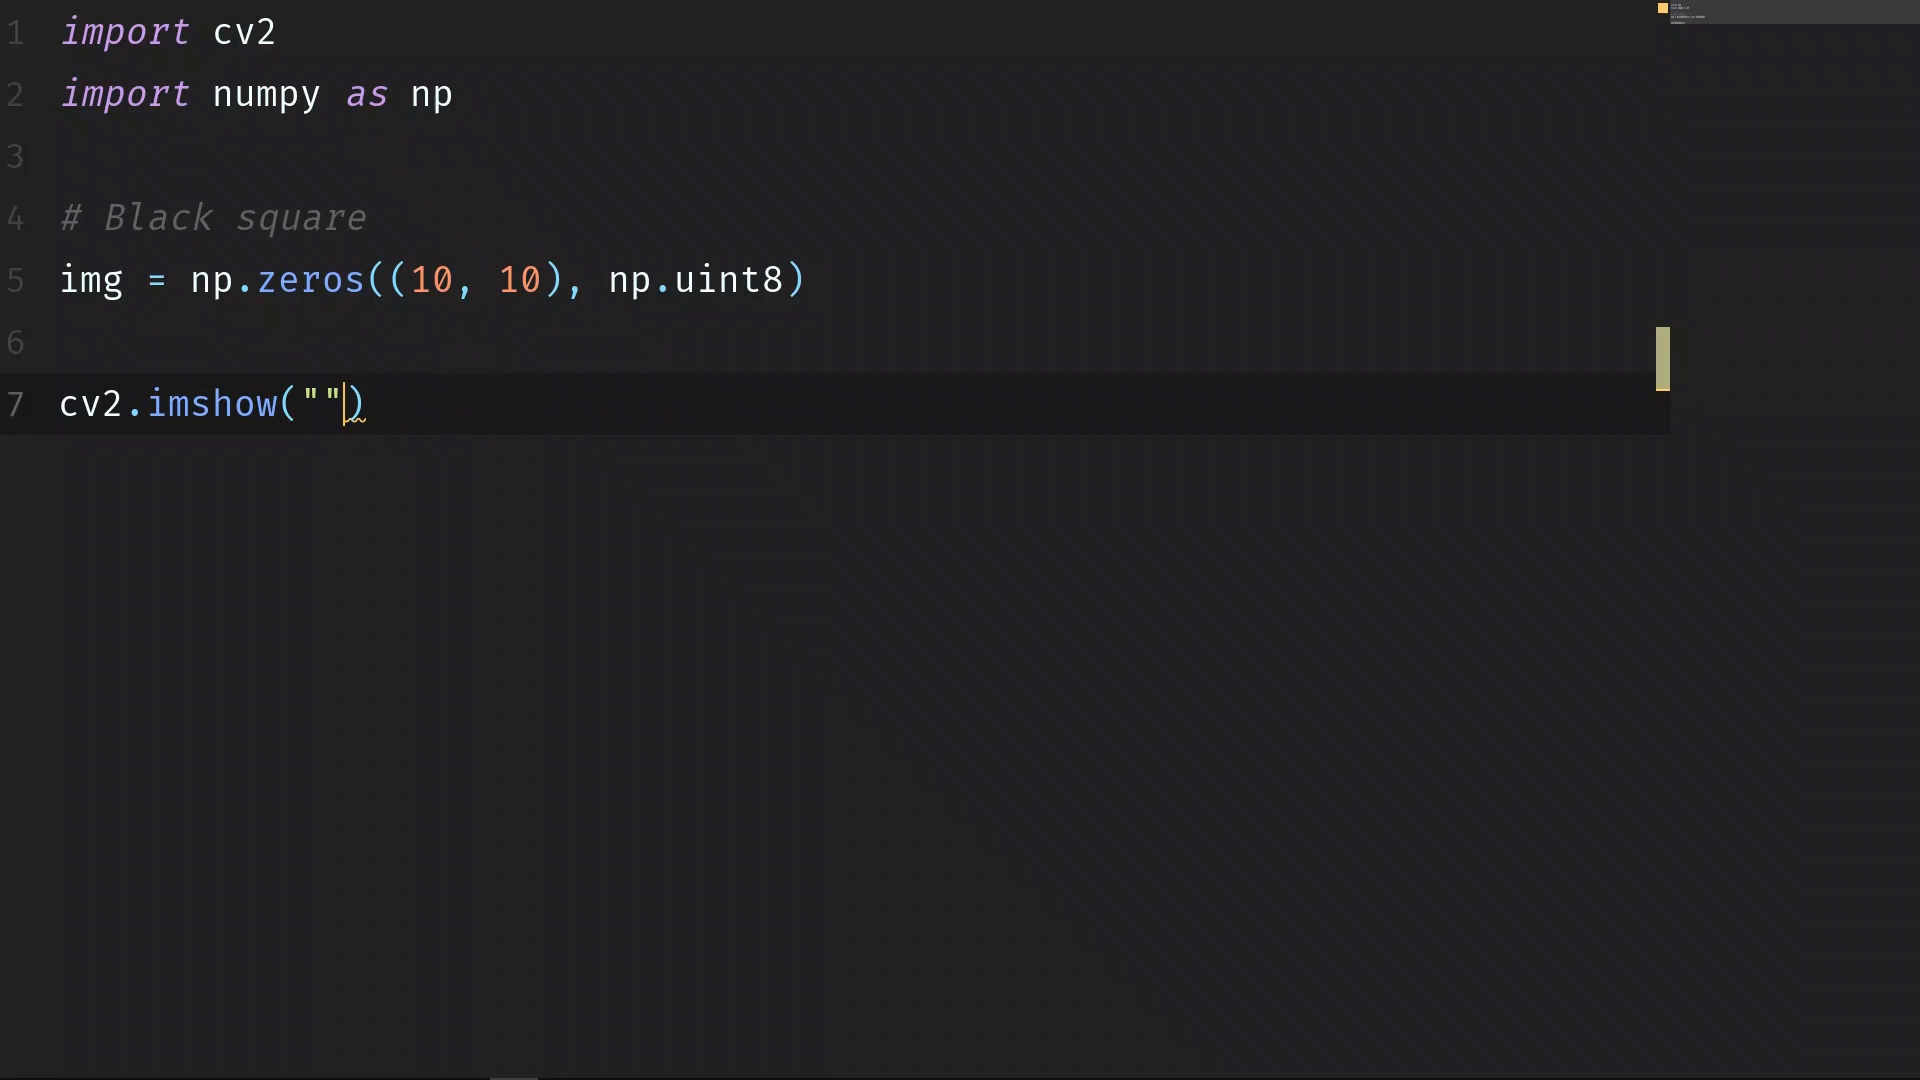 1 import cv2
2 import numpy as np
3
4 # Black square
5 img = np.zeros((10, 10), np.uint8)
6
7 cv2.imshow("")